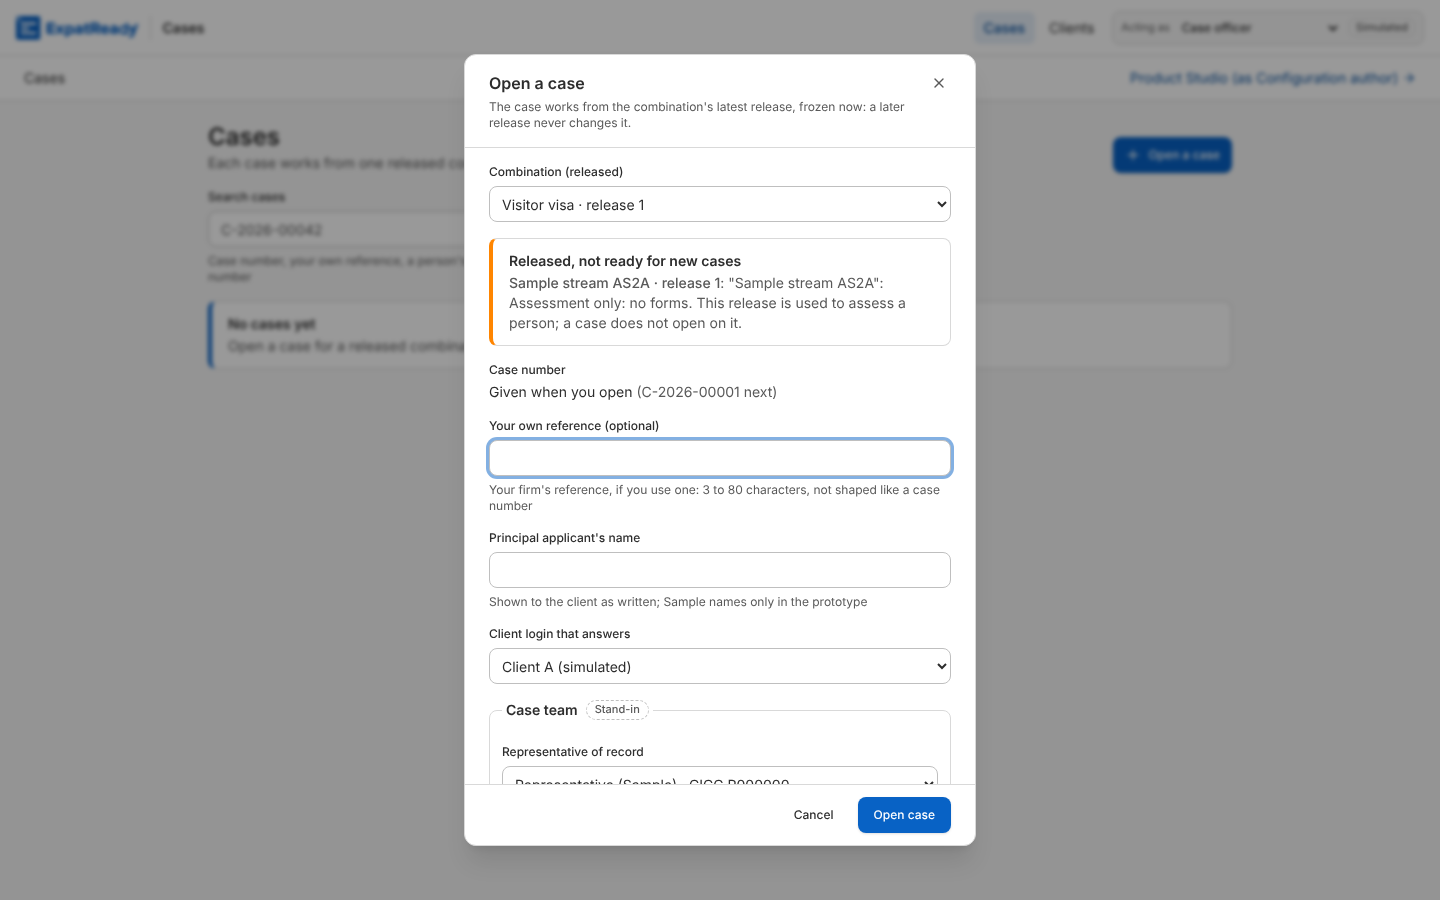 ExpatReady
Cases
Cases
Clients
Acting as
Case officer
Simulated
Cases
Product Studio (as Configuration author) →
Cases
Each case works from one released
Open a case
Search cases
C-2026-00042
Case number, your own reference, a person's
number
No cases yet
Open a case for a released
Open a case
The case works from the combination's latest release, frozen now: a later
release never changes it.
Combination (released)
Visitor visa · release 1
Released, not ready for new cases
Sample stream AS2A · release 1: "Sample stream AS2A":
Assessment only: no forms. This release is used to assess a
person; a case does not open on it.
Case number
Given when you open (C-2026-00001 next)
Your own reference (optional)
Your firm's reference, if you use one: 3 to 80 characters, not shaped like a case
number
Principal applicant's name
Shown to the client as written; Sample names only in the prototype
Client login that answers
Client A (simulated)
Case team
Stand-in
Representative of record
Representative (Sample)
Cancel
Open case